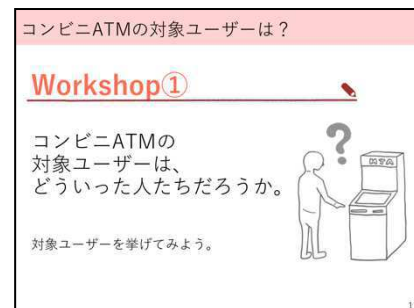 コンビニATMの対象ユーザーは？
Workshop①
コンビニATMの
対象ユーザーは、
どういった人たちだろうか。
対象ユーザーを挙げてみよう。
?
1